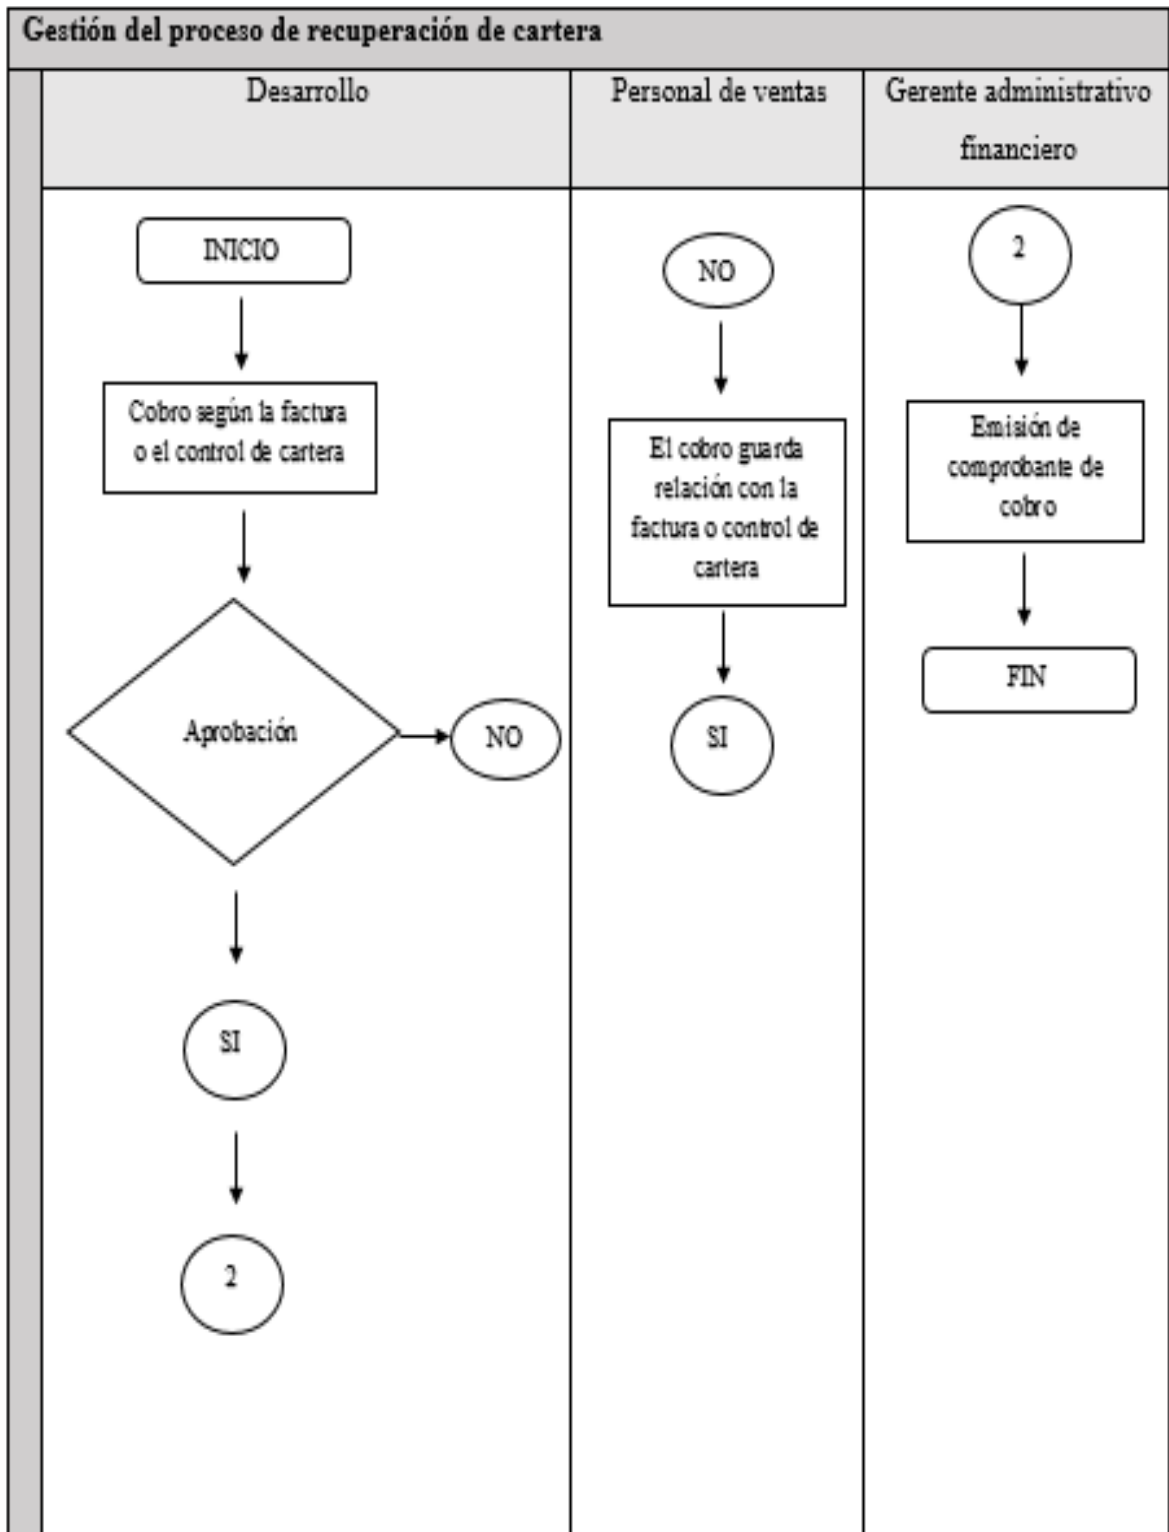 Gestión del proceso de recuperación de cartera
Desarrollo
Personal de ventas
Gerente administrativo
financiero
INICIO
Cobro según la factura
o el control de cartera
Aprobación
NO
SI
2
NO
El cobro guarda
relación con la
factura o control de
cartera
SI
2
Emisión de
comprobante de
cobro
FIN